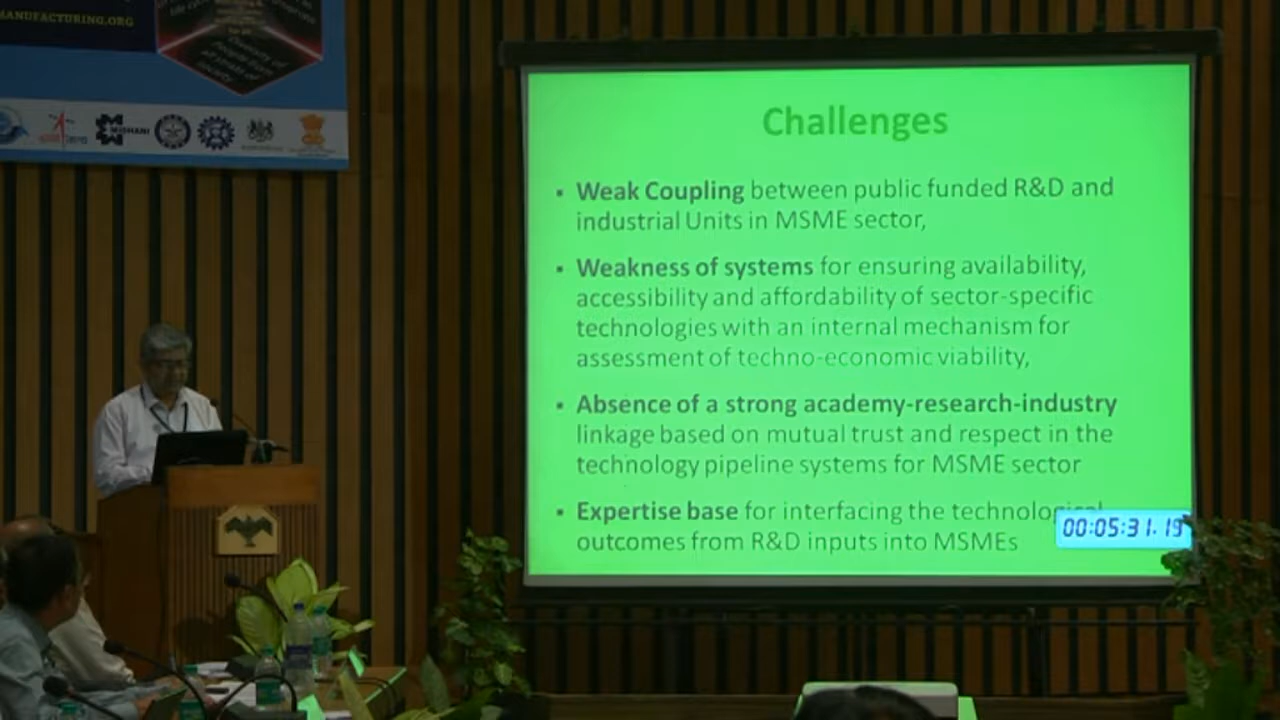 MANUFACTURING.ORG
MIDHANI
Challenges
▪ Weak Coupling between public funded R&D and
industrial Units in MSME sector,
▪ Weakness of systems for ensuring availability,
accessibility and affordability of sector-specific
technologies with an internal mechanism for
assessment of techno-economic viability,
▪ Absence of a strong academy-research-industry
linkage based on mutual trust and respect in the
technology pipeline systems for MSME sector
▪ Expertise base for interfacing the technological
outcomes from R&D inputs into MSMEs
00:05:31.19